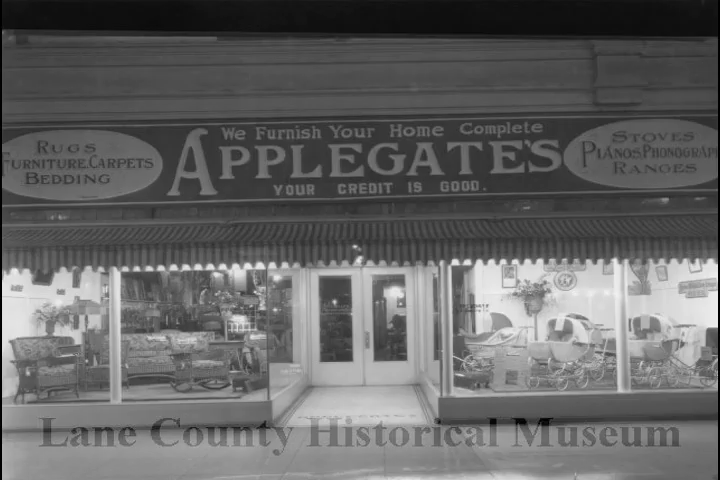 We Furnish Your Home Complete
APPLEGATE'S
YOUR CREDIT IS GOOD.
RUGS
FURNITURE, CARPETS
BEDDING
STOVES
PIANOS, PHONOGRAPH
RANGES
Lane County Historical Museum